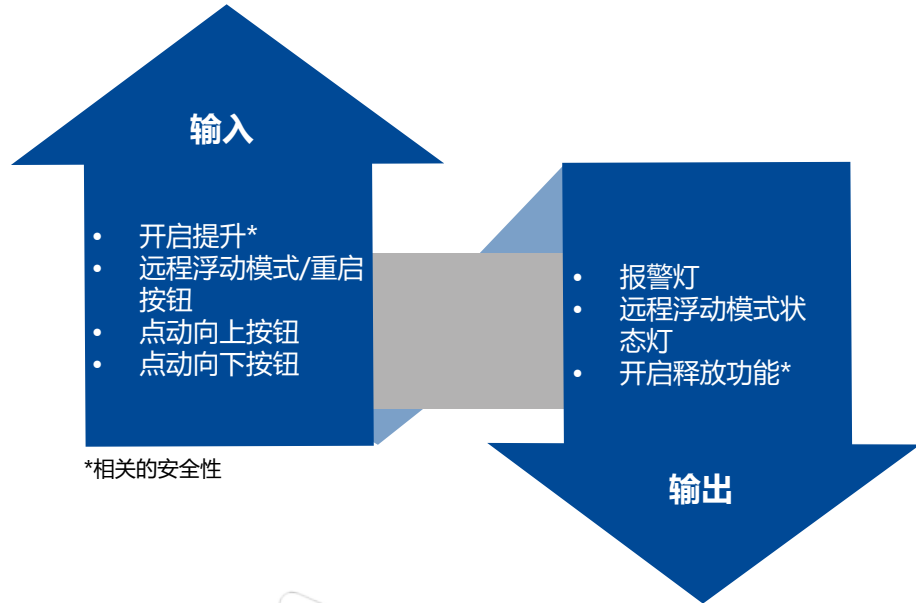 输入
• 开启提升*
• 远程浮动模式/重启
按钮
• 点动向上按钮
• 点动向下按钮
*相关的安全性
• 报警灯
• 远程浮动模式状
态灯
• 开启释放功能*
输出